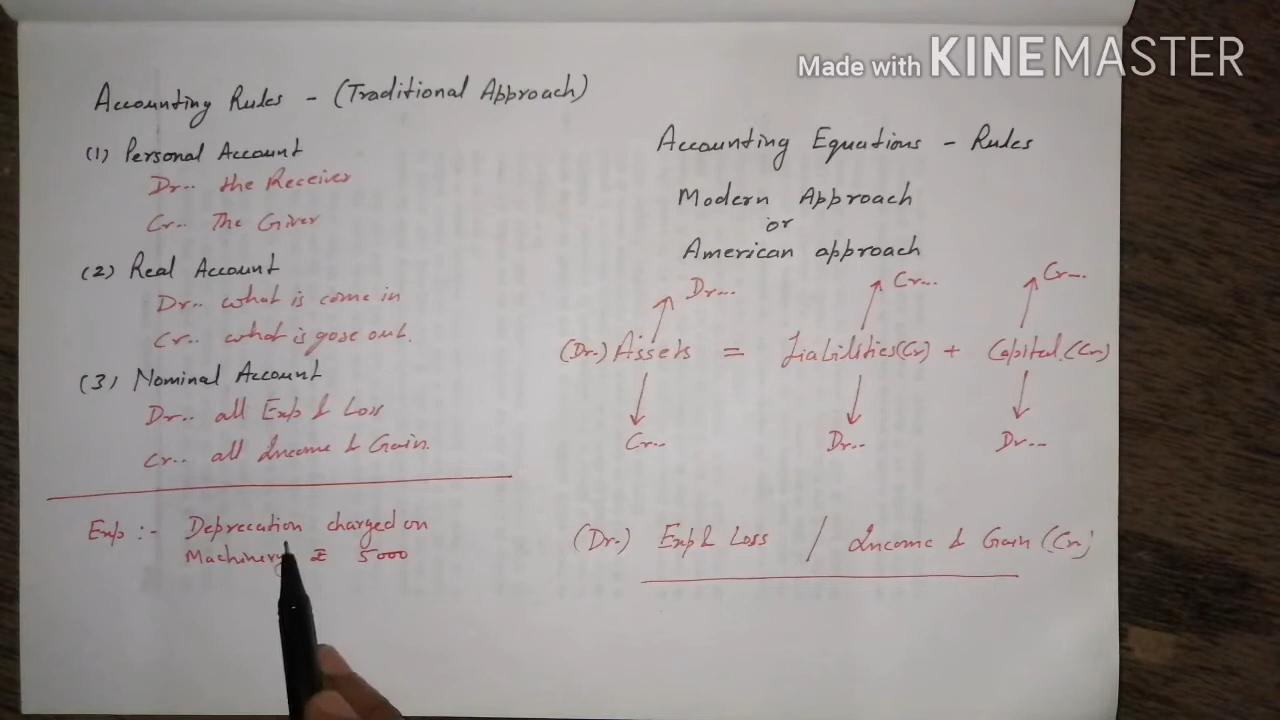 Made with KINEMASTER
Accounting Rules - (Traditional Approach)
(1) Personal Account
Dr.. the Receiver
Cr.. The Giver
(2) Real Account
Dr.. what is come in
Cr.. what is gose out.
(3) Nominal Account
Dr.. all Exp & Loss
Cr.. all Income & Gain.
Exp :- Deprecation charged on
Machinery ₹ 5000
Accounting Equations - Rules
Modern Approach
or
American approach
Dr... Cr... Cr...
(Dr.) Assets = Liabilities (Cr) + Capital. (Cr)
Cr.. Dr.. Dr...
(Dr.) Exp & Loss / Income & Gain (Cr)